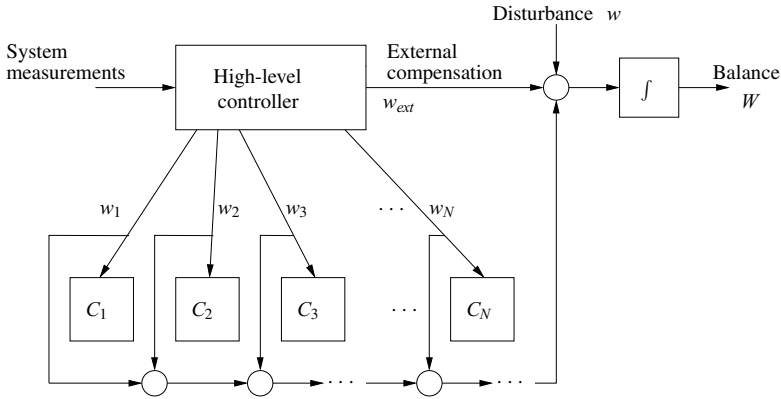 Disturbance w
System
measurements
High-level
controller
External
compensation
w_ext
∫
Balance
W
w_1
w_2
w_3
...
w_N
C_1
C_2
C_3
...
C_N
...
...